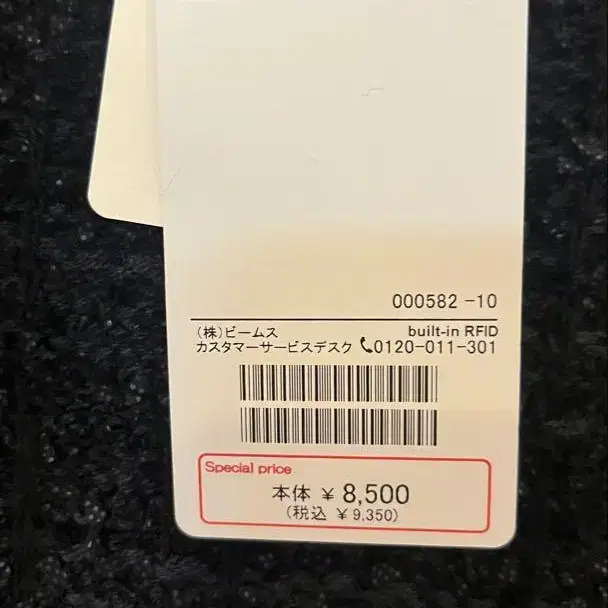 000582 -10
(株)ビームス built-in RFID
カスタマーサービスデスク 📞0120-011-301
Special price
本体 ¥ 8,500
(税込 ¥ 9,350)